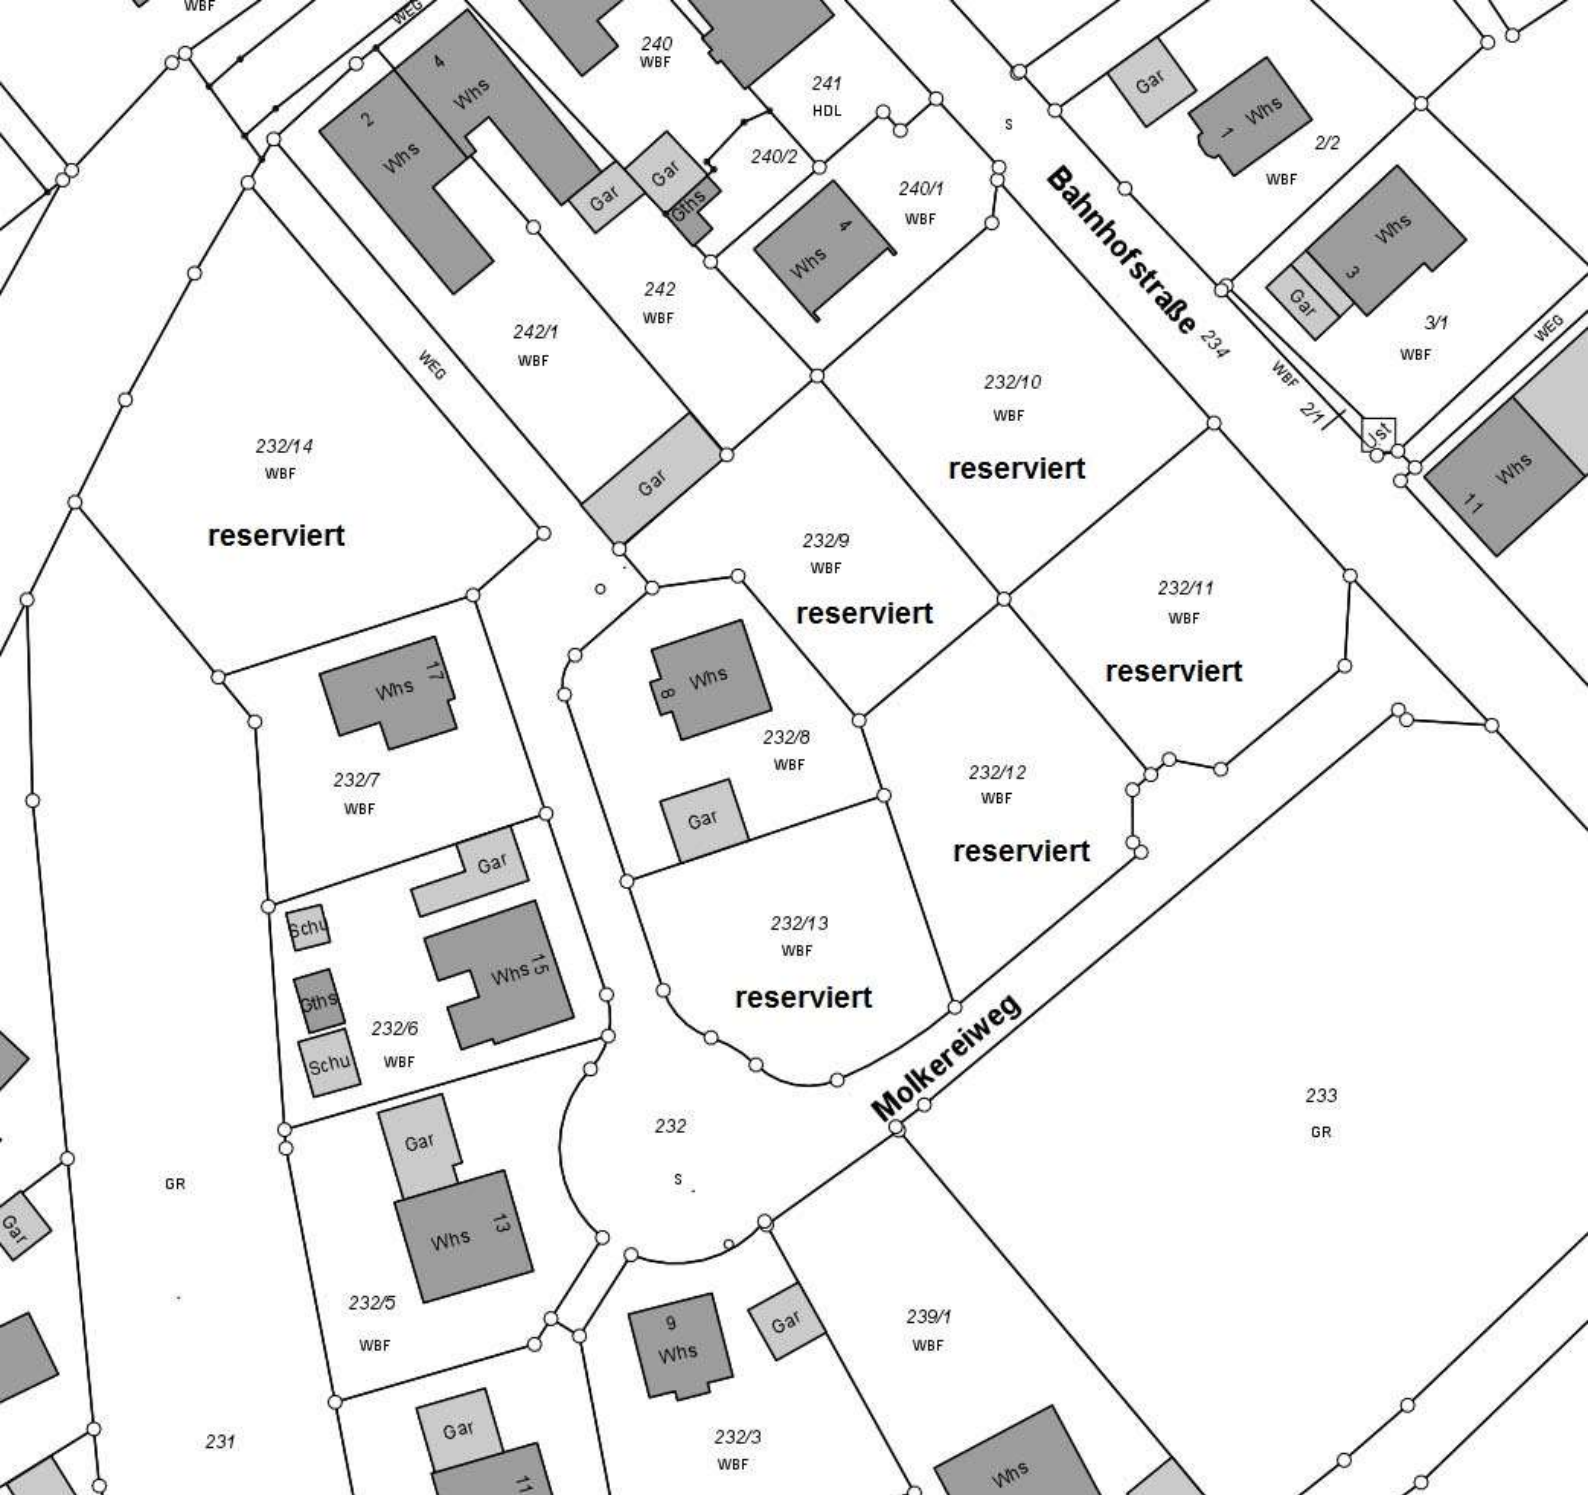 WBF
WEG
240
WBF
241
HDL
S
Gar
Whs
1
2/2
WBF
4
Whs
2
Whs
240/2
Gar
Gar
Gths
240/1
WBF
4
Whs
Bahnhofstraße
234
Whs
3
Gar
3/1
WBF
WEG
242
WBF
242/1
WBF
WEG
WBF
2/1
Whs
11
232/10
WBF
reserviert
232/14
WBF
reserviert
Gar
232/9
WBF
reserviert
232/11
WBF
reserviert
Whs
17
Whs
8
232/8
WBF
232/7
WBF
232/12
WBF
reserviert
Gar
Gar
Schu
Whs
15
Gths
Schu
232/6
WBF
232/13
WBF
reserviert
Molkereiweg
233
GR
232
S
GR
Gar
Whs
13
Gar
232/5
WBF
9
Whs
Gar
239/1
WBF
231
Gar
11
232/3
WBF
Whs